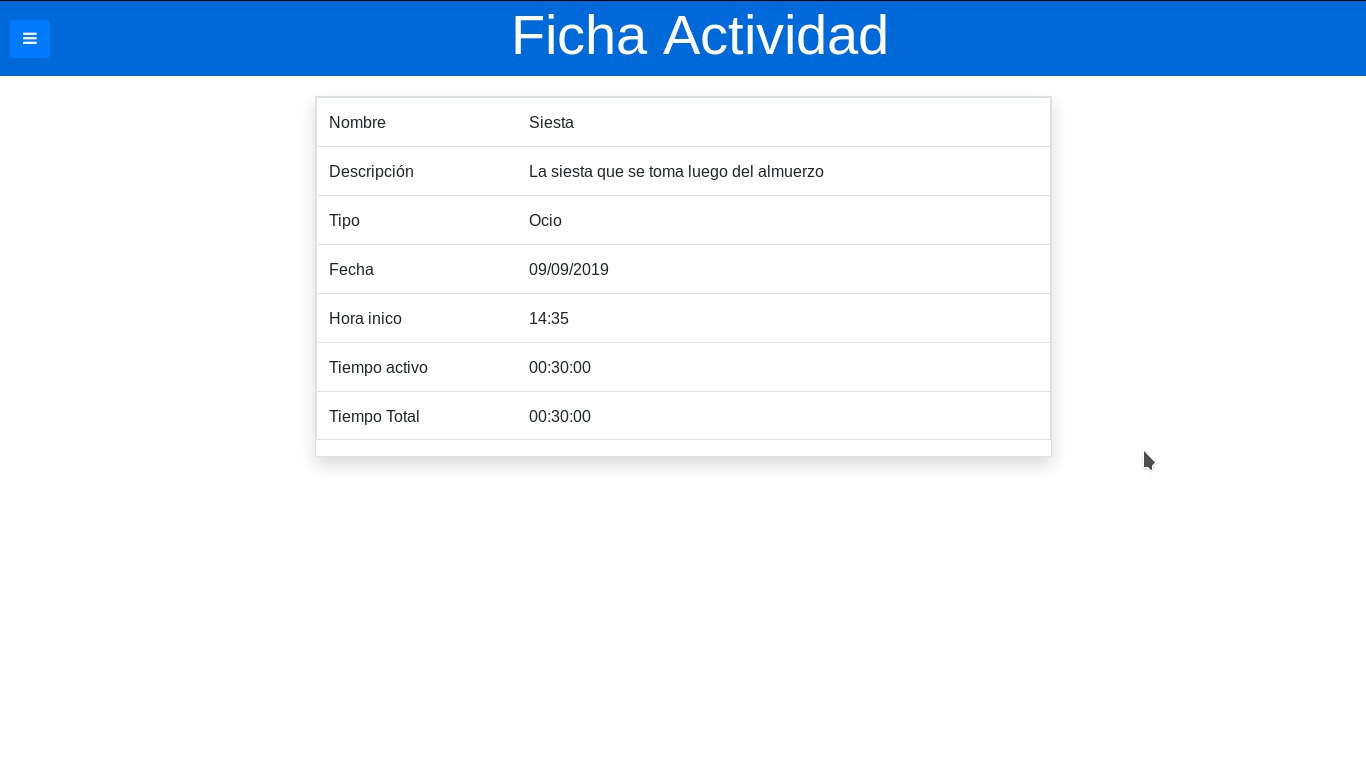 Ficha Actividad
Nombre Siesta
Descripción La siesta que se toma luego del almuerzo
Tipo Ocio
Fecha 09/09/2019
Hora inico 14:35
Tiempo activo 00:30:00
Tiempo Total 00:30:00